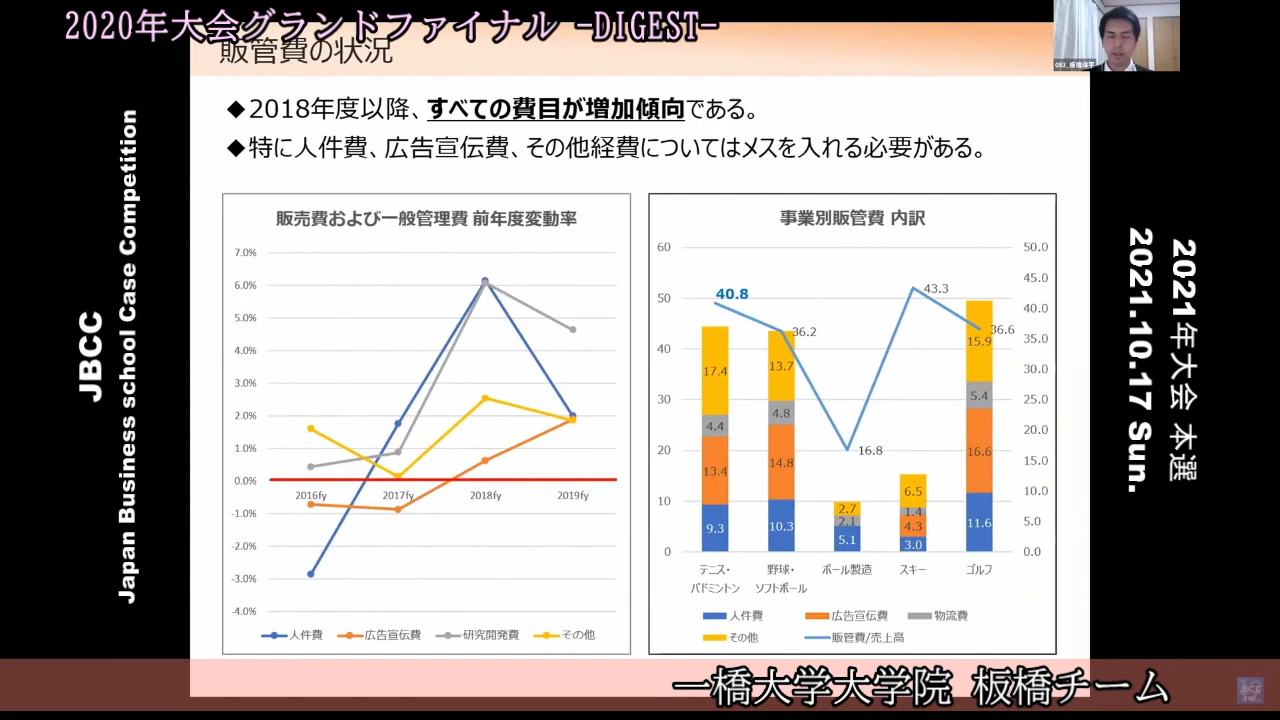 2020年大会グランドファイナル -DIGEST-
販管費の状況
◆2018年度以降、すべての費目が増加傾向である。
◆特に人件費、広告宣伝費、その他経費についてはメスを入れる必要がある。
販売費および一般管理費 前年度変動率
7.0%
6.0%
5.0%
4.0%
3.0%
2.0%
1.0%
0.0%
-1.0%
-2.0%
-3.0%
-4.0%
2016fy 2017fy 2018fy 2019fy
人件費 広告宣伝費 研究開発費 その他
事業別販管費 内訳
60
50
40
30
20
10
0
50.0
45.0
40.0
35.0
30.0
25.0
20.0
15.0
10.0
5.0
0.0
40.8 36.2 16.8 43.3 36.6
17.4 13.7 2.7 6.5 15.9
4.4 4.8 2.1 1.4 5.4
13.4 14.8 4.3 16.6
9.3 10.3 5.1 3.0 11.6
テニス・バドミントン
野球・ソフトボール
ボール製造
スキー
ゴルフ
人件費 広告宣伝費 物流費
その他 販管費/売上高
JBCC
Japan Business school Case Competition
2021年大会 本選
2021.10.17 Sun.
一橋大学大学院 板橋チーム
JBCC